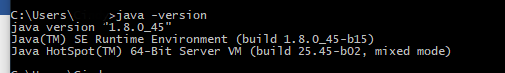 C:\Users\ >java -version
java version "1.8.0_45"
Java(TM) SE Runtime Environment (build 1.8.0_45-b15)
Java HotSpot(TM) 64-Bit Server VM (build 25.45-b02, mixed mode)